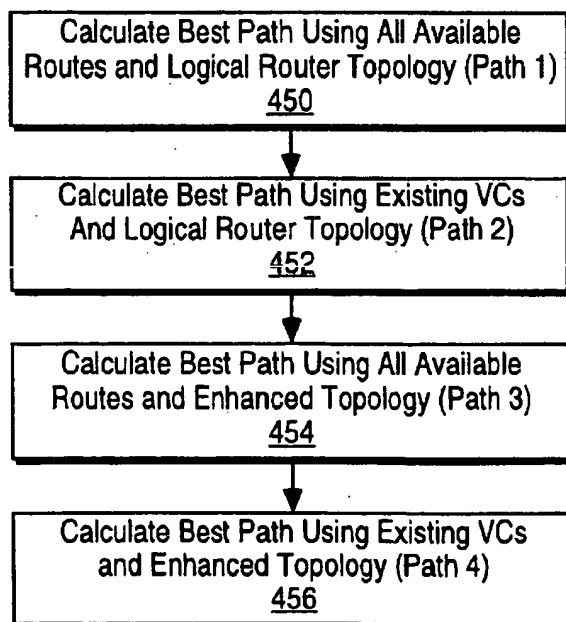 Calculate Best Path Using All Available
Routes and Logical Router Topology (Path 1)
450
Calculate Best Path Using Existing VCs
And Logical Router Topology (Path 2)
452
Calculate Best Path Using All Available
Routes and Enhanced Topology (Path 3)
454
Calculate Best Path Using Existing VCs
and Enhanced Topology (Path 4)
456